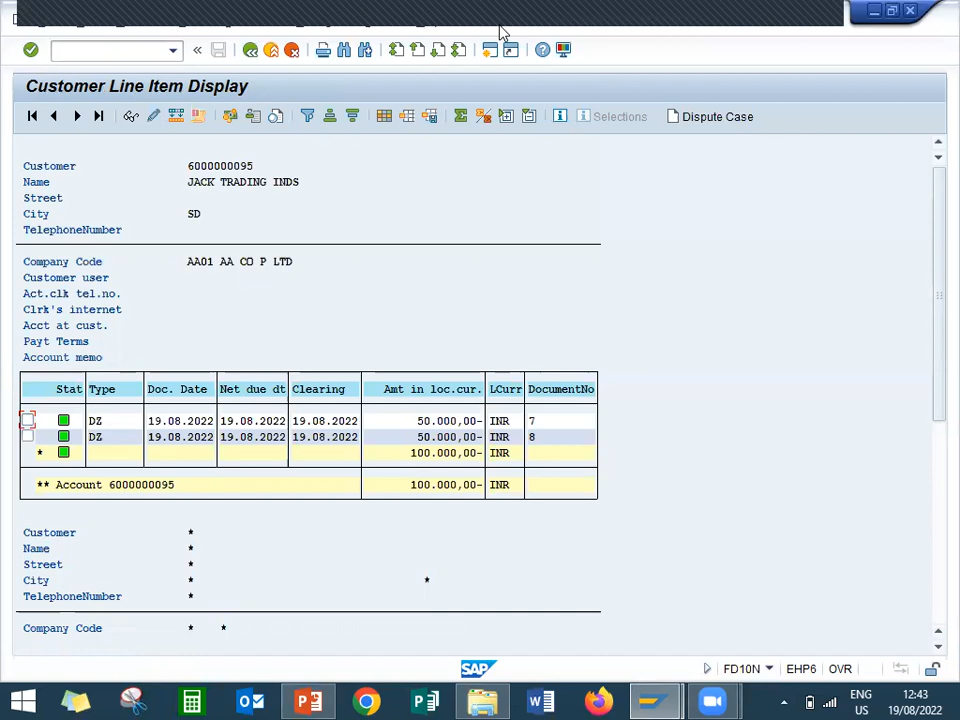 Customer Line Item Display
Selections Dispute Case
Customer 6000000095
Name JACK TRADING INDS
Street
City SD
TelephoneNumber
Company Code AA01 AA CO P LTD
Customer user
Act.clk tel.no.
Clrk's internet
Acct at cust.
Payt Terms
Account memo
Stat Type Doc. Date Net due dt Clearing Amt in loc.cur. LCurr DocumentNo
DZ 19.08.2022 19.08.2022 19.08.2022 50.000,00- INR 7
DZ 19.08.2022 19.08.2022 19.08.2022 50.000,00- INR 8
* 100.000,00- INR
** Account 6000000095 100.000,00- INR
Customer *
Name *
Street *
City * *
TelephoneNumber *
Company Code * *
SAP
FD10N EHP6 OVR
ENG 12:43
US 19/08/2022